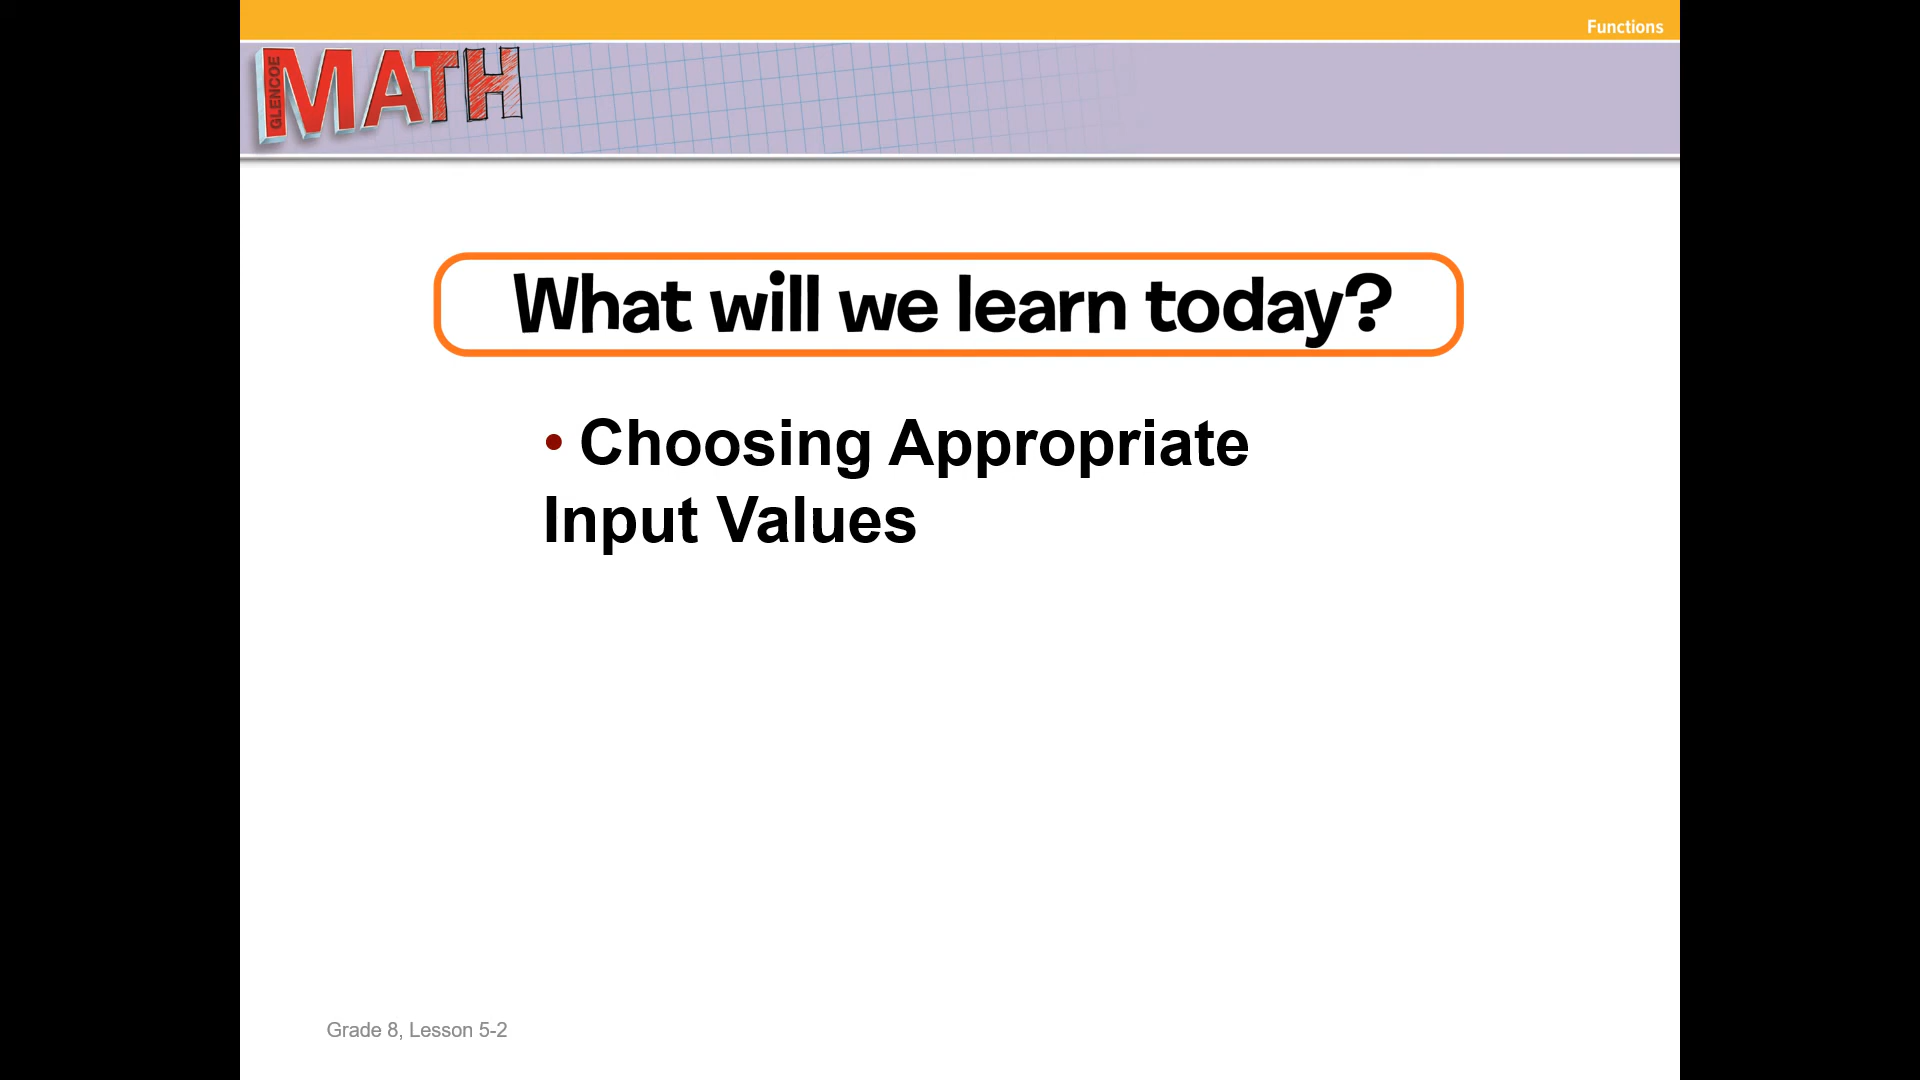 Functions
GLENCOE
MATH
What will we learn today?
• Choosing Appropriate
Input Values
Grade 8, Lesson 5-2